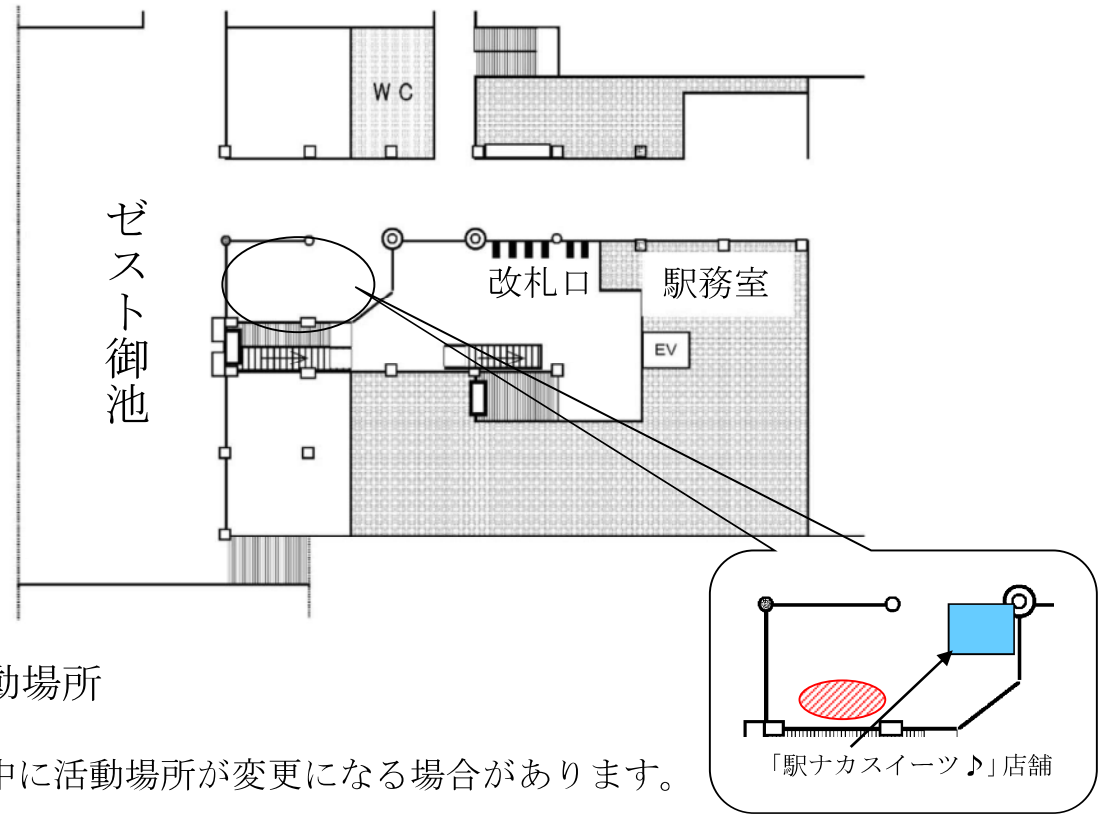 WC
ゼスト御池
改札口
駅務室
EV
「駅ナカスイーツ♪」店舗
動場所
中に活動場所が変更になる場合があります。